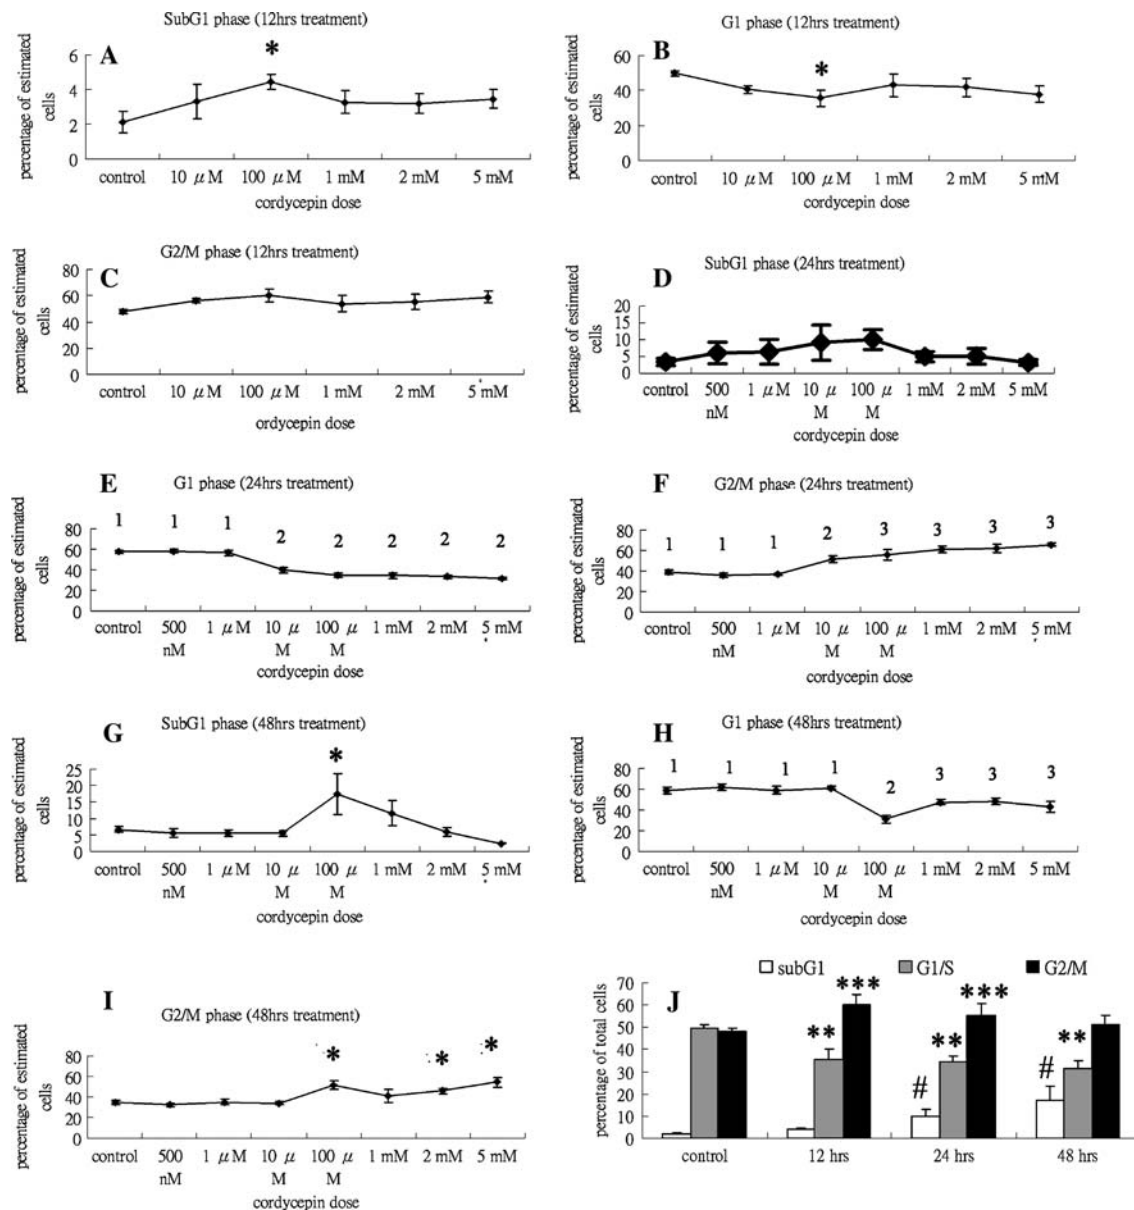 SubG1 phase (12hrs treatment)
A
*
percentage of estimated
cells
6
4
2
0
control 10 μM 100 μM 1 mM 2 mM 5 mM
cordycepin dose
G1 phase (12hrs treatment)
B
*
percentage of estimated
cells
60
40
20
0
control 10 μM 100 μM 1 mM 2 mM 5 mM
cordycepin dose
G2/M phase (12hrs treatment)
C
percentage of estimated
cells
80
60
40
20
0
control 10 μM 100 μM 1 mM 2 mM 5 mM
ordycepin dose
SubG1 phase (24hrs treatment)
D
percentage of estimated
cells
20
15
10
5
0
control 500 1 μM 10 μ 100 μ 1 mM 2 mM 5 mM
nM M M
cordycepin dose
E
G1 phase (24hrs treatment)
1 1 1 2 2 2 2 2
percentage of estimated
cells
80
60
40
20
0
control 500 1 μM 10 μ 100 μ 1 mM 2 mM 5 mM
nM M M
cordycepin dose
F
G2/M phase (24hrs treatment)
1 1 1 2 3 3 3 3
percentage of estimated
cells
80
60
40
20
0
control 500 1 μM 10 μ 100 μ 1 mM 2 mM 5 mM
nM M M
cordycepin dose
SubG1 phase (48hrs treatment)
G
*
percentage of estimated
cells
25
20
15
10
5
0
control 500 1 μM 10 μ 100 μ 1 mM 2 mM 5 mM
nM M M
cordycepin dose
G1 phase (48hrs treatment)
H
1 1 1 1 2 3 3 3
percentage of estimated
cells
80
60
40
20
0
control 500 1 μM 10 μ 100 μ 1 mM 2 mM 5 mM
nM M M
cordycepin dose
I
G2/M phase (48hrs treatment)
* * *
percentage of estimated
cells
80
60
40
20
0
control 500 1 μM 10 μ 100 μ 1 mM 2 mM 5 mM
nM M M
cordycepin dose
subG1 G1/S G2/M
J
percentage of total cells
70
60
50
40
30
20
10
0
** *** # ** *** # **
control 12 hrs 24 hrs 48 hrs